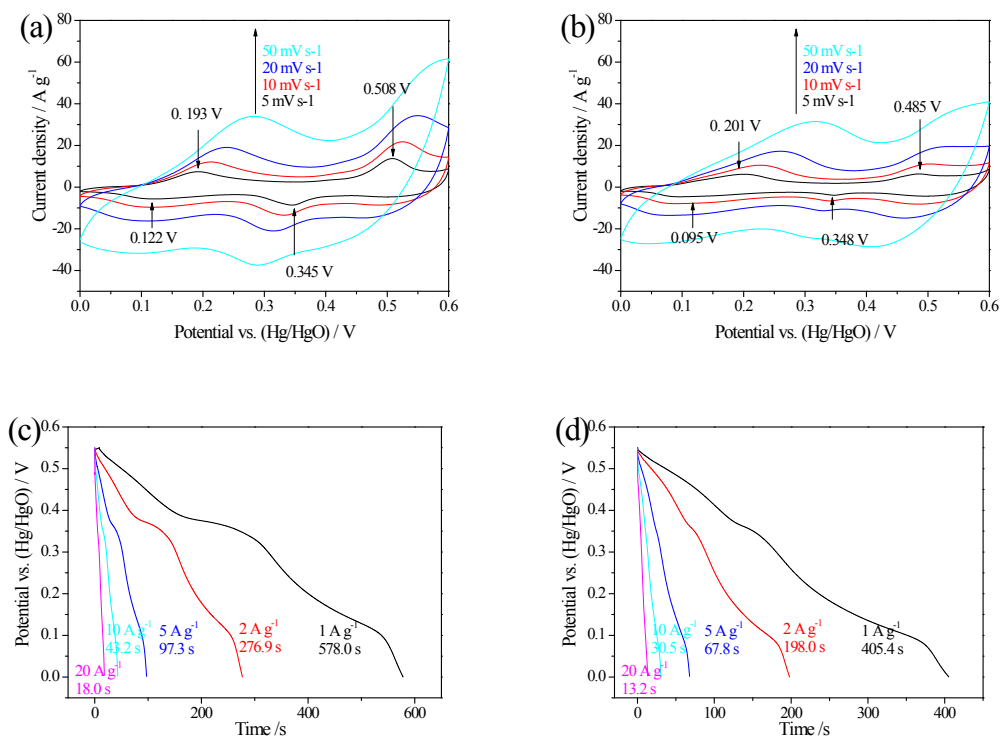 (a)
80
60
40
20
0
-20
-40
Current density / A g-1
0.0 0.1 0.2 0.3 0.4 0.5 0.6
Potential vs. (Hg/HgO) / V
50 mV s-1
20 mV s-1
10 mV s-1
5 mV s-1
0. 193 V
0.508 V
0.122 V
0.345 V
(b)
80
60
40
20
0
-20
-40
Current density / A g-1
0.0 0.1 0.2 0.3 0.4 0.5 0.6
Potential vs. (Hg/HgO) / V
50 mV s-1
20 mV s-1
10 mV s-1
5 mV s-1
0. 201 V
0.485 V
0.095 V
0.348 V
(c)
0.6
0.5
0.4
0.3
0.2
0.1
0.0
Potential vs. (Hg/HgO) / V
0 200 400 600
Time /s
20 A g-1
18.0 s
10 A g-1
43.2 s
5 A g-1
97.3 s
2 A g-1
276.9 s
1 A g-1
578.0 s
(d)
0.6
0.5
0.4
0.3
0.2
0.1
0.0
Potential vs. (Hg/HgO) / V
0 100 200 300 400
Time /s
20 A g-1
13.2 s
10 A g-1
30.5 s
5 A g-1
67.8 s
2 A g-1
198.0 s
1 A g-1
405.4 s